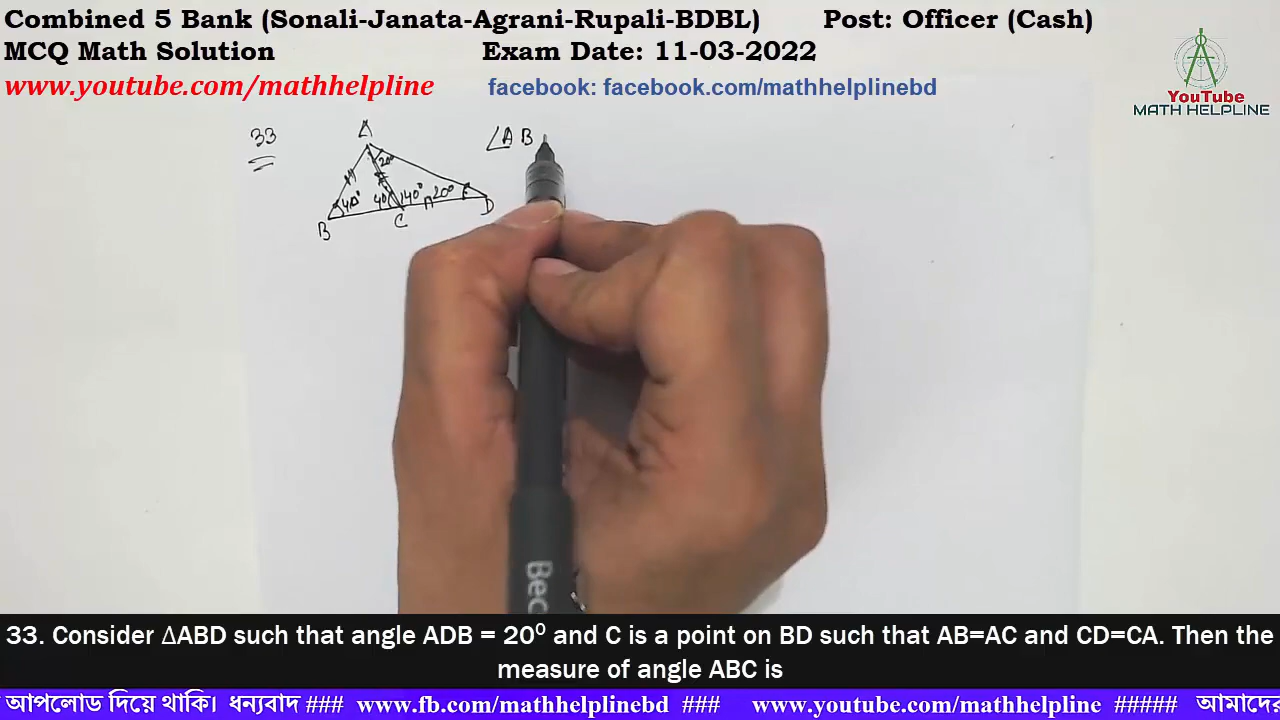 Combined 5 Bank (Sonali-Janata-Agrani-Rupali-BDBL) Post: Officer (Cash)
MCQ Math Solution Exam Date: 11-03-2022
www.youtube.com/mathhelpline facebook: facebook.com/mathhelplinebd
YouTube
MATH HELPLINE
33
A
∠A B
20°
40° 40 140° 20°
B C D
Bec
33. Consider ΔABD such that angle ADB = 20⁰ and C is a point on BD such that AB=AC and CD=CA. Then the
measure of angle ABC is
আপলোড দিয়ে থাকি। ধন্যবাদ ### www.fb.com/mathhelplinebd ### www.youtube.com/mathhelpline ##### আমাদের